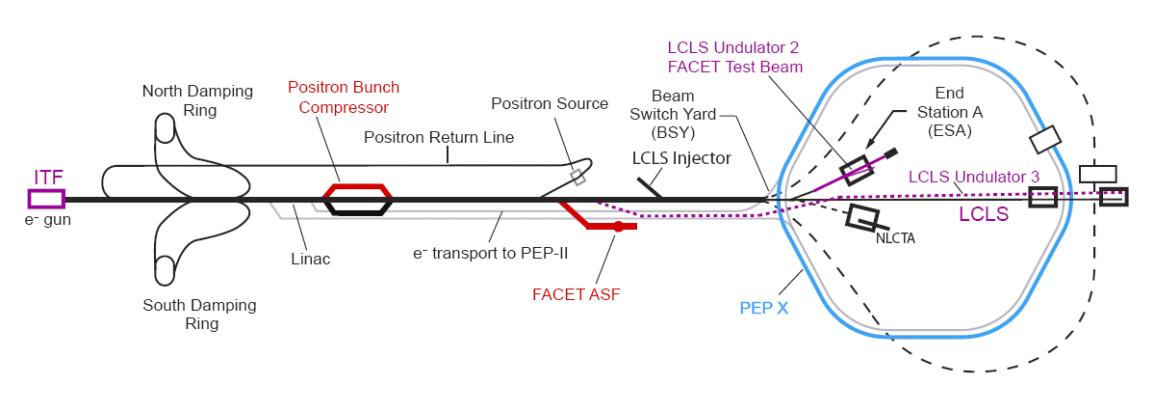 LCLS Undulator 2
FACET Test Beam
North Damping
Ring
Positron Bunch
Compressor
Positron Source
Beam
Switch Yard
(BSY)
End
Station A
(ESA)
Positron Return Line
LCLS Injector
ITF
e⁻ gun
LCLS Undulator 3
LCLS
NLCTA
Linac
e⁻ transport to PEP-II
FACET ASF
PEP X
South Damping
Ring